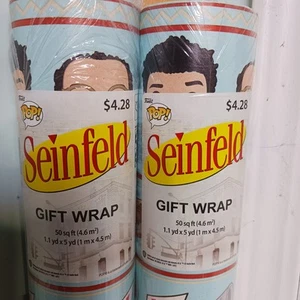 $4.28
POP!
Seinfeld
GIFT WRAP
50 sq ft (4.6 m²)
1.1 yd x 5 yd (1 m x 4.5 m)
$4.28
POP!
Seinfeld
GIFT WRAP
50 sq ft (4.6 m²)
1.1 yd x 5 yd (1 m x 4.5 m)